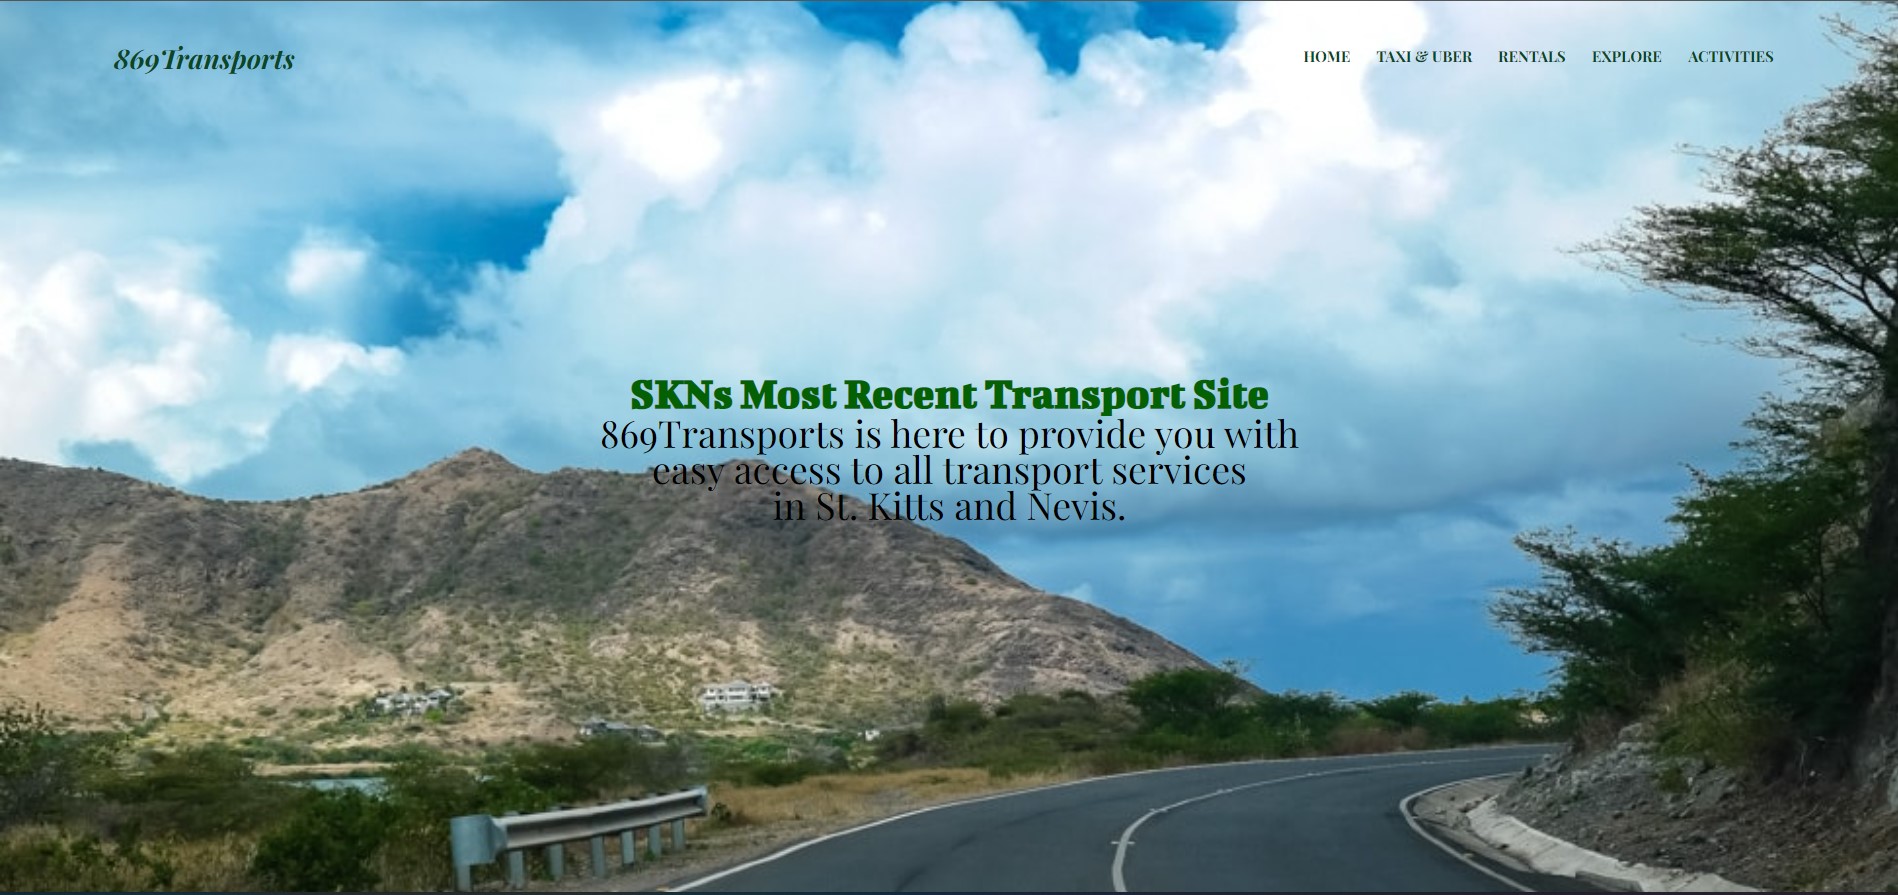 869Transports
HOME TAXI & UBER RENTALS EXPLORE ACTIVITIES
SKNs Most Recent Transport Site
869Transports is here to provide you with
easy access to all transport services
in St. Kitts and Nevis.